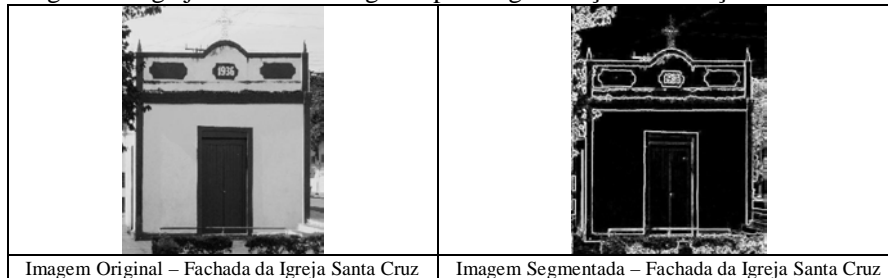 1936
Imagem Original – Fachada da Igreja Santa Cruz
Imagem Segmentada – Fachada da Igreja Santa Cruz